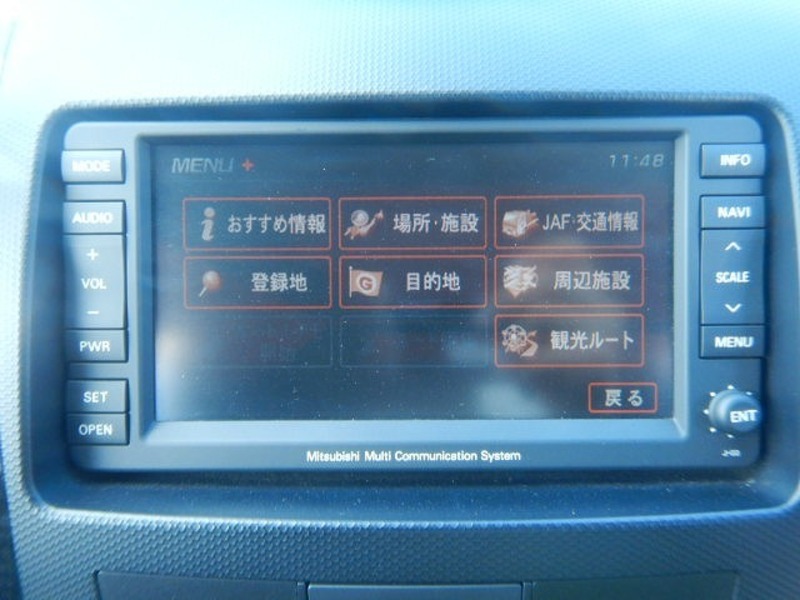 MODE
MENU
11:48
INFO
AUDIO
おすすめ情報
場所・施設
JAF・交通情報
NAVI
+
VOL
−
登録地
G
目的地
周辺施設
SCALE
PWR
観光ルート
MENU
SET
戻る
ENT
OPEN
Mitsubishi Multi Communication System